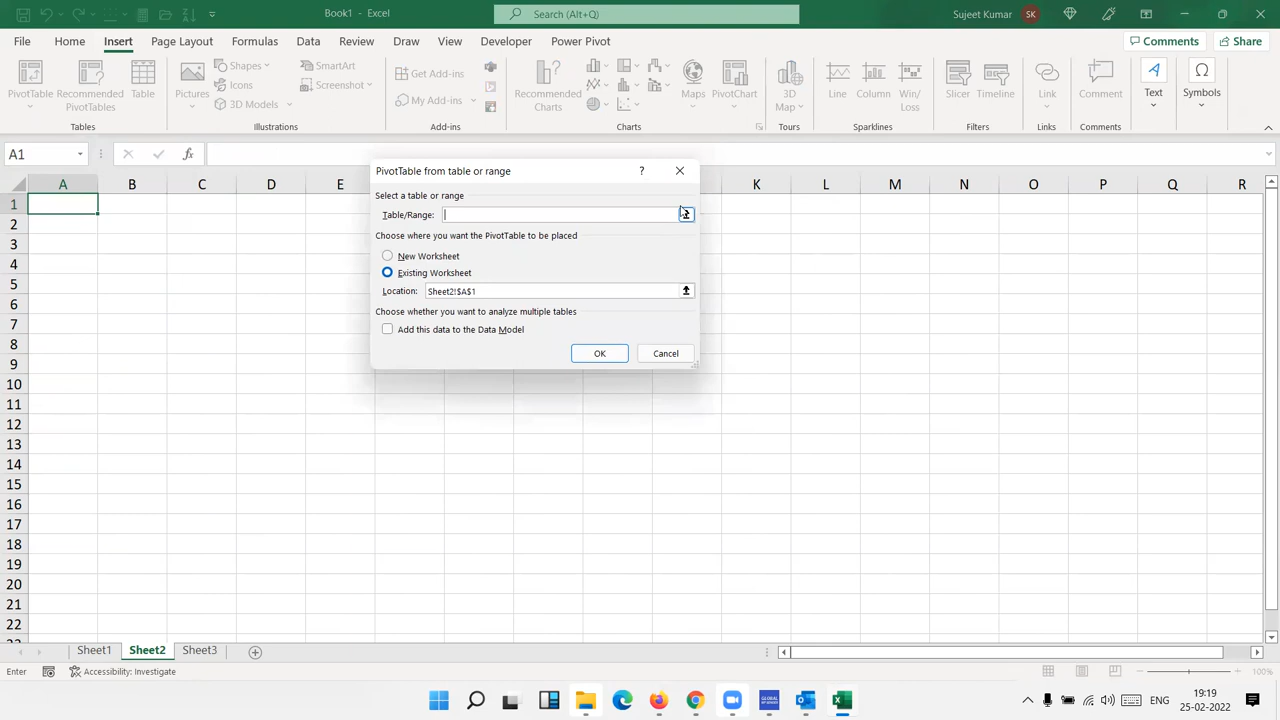 Book1 - Excel
Search (Alt+Q)
Sujeet Kumar
SK
File Home Insert Page Layout Formulas Data Review Draw View Developer Power Pivot
Comments
Share
PivotTable
Recommended PivotTables
Table
Tables
Pictures
Shapes
Icons
3D Models
SmartArt
Screenshot
Illustrations
Get Add-ins
My Add-ins
Add-ins
Recommended Charts
Maps
PivotChart
Charts
3D Map
Tours
Line
Column
Win/ Loss
Sparklines
Slicer
Timeline
Filters
Link
Links
Comment
Comments
Text
Symbols
A1
fx
A B C D E K L M N O P Q R
1
2
3
4
5
6
7
8
9
10
11
12
13
14
15
16
17
18
19
20
21
22
PivotTable from table or range
?
Select a table or range
Table/Range:
Choose where you want the PivotTable to be placed
New Worksheet
Existing Worksheet
Location: Sheet2!$A$1
Choose whether you want to analyze multiple tables
Add this data to the Data Model
OK
Cancel
Sheet1 Sheet2 Sheet3
Enter
Accessibility: Investigate
100%
ENG
19:19
25-02-2022